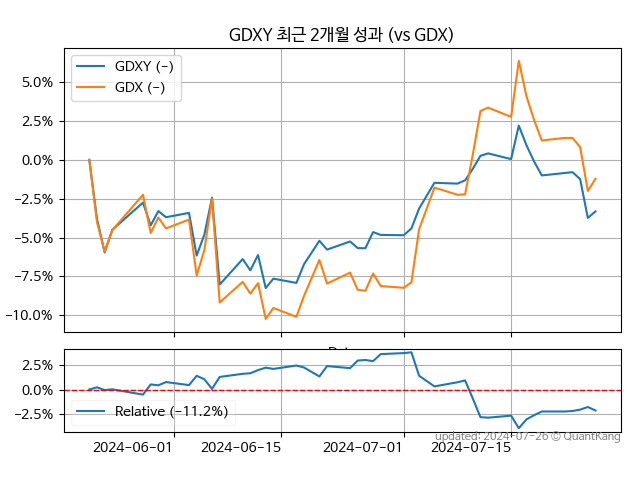 GDXY 최근 2개월 성과 (vs GDX)
GDXY (-)
GDX (-)
5.0%
2.5%
0.0%
-2.5%
-5.0%
-7.5%
-10.0%
2.5%
0.0%
-2.5%
Relative (-11.2%)
2024-06-01
2024-06-15
2024-07-01
2024-07-15
updated: 2024-07-26 © QuantKang